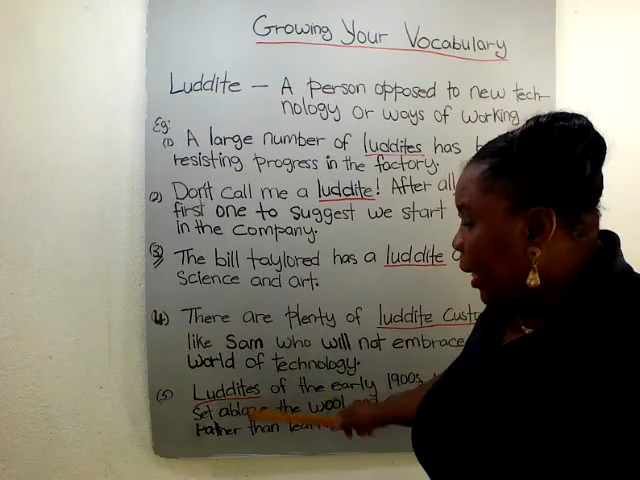 Growing Your Vocabulary
Luddite — A person opposed to new tech-
nology or ways of working
Eg:
(1) A large number of luddites has
resisting progress in the factory.
(2) Don't call me a luddite! After all
first one to suggest we start
in the company.
(3) The bill taylored has a luddite
Science and art.
(4) There are plenty of luddite
like Sam who will not embrace
world of technology.
(5) Luddites of the early 1900s
Set the wool
rather than